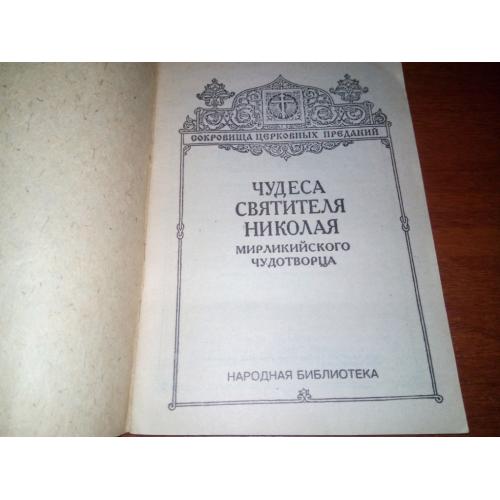 СОКРОВИЩА ЦЕРКОВНЫХ ПРЕДАНИЙ
ЧУДЕСА
СВЯТИТЕЛЯ
НИКОЛАЯ
МИРЛИКИЙСКОГО
ЧУДОТВОРЦА
НАРОДНАЯ БИБЛИОТЕКА